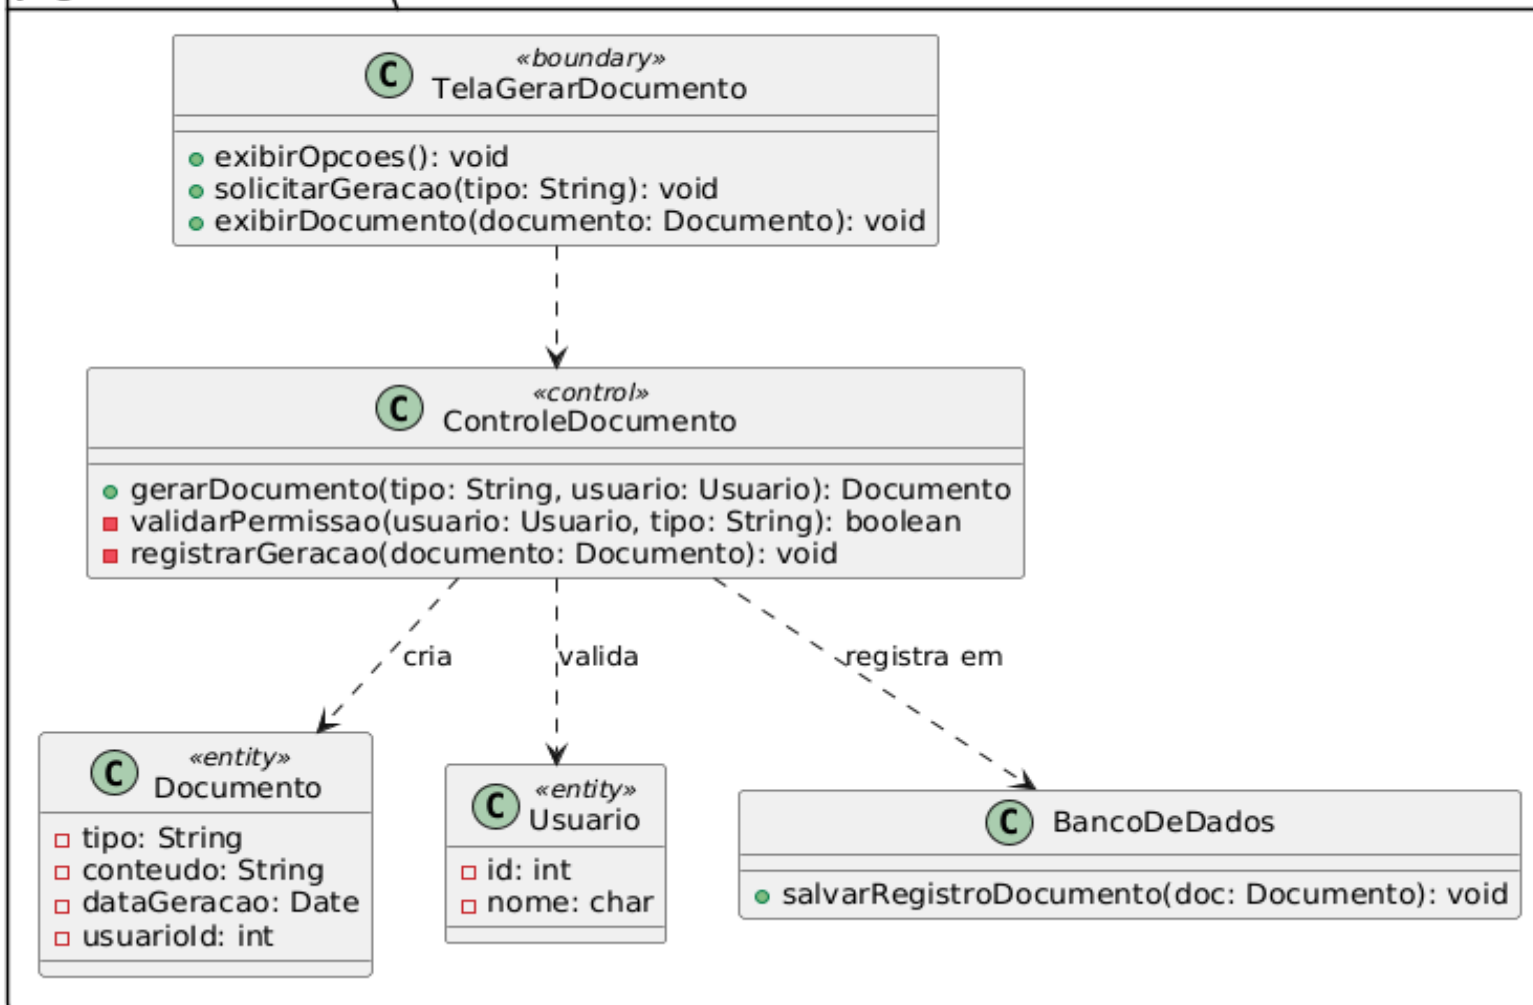 «boundary»
C TelaGerarDocumento
exibirOpcoes(): void
solicitarGeracao(tipo: String): void
exibirDocumento(documento: Documento): void
«control»
C ControleDocumento
gerarDocumento(tipo: String, usuario: Usuario): Documento
validarPermissao(usuario: Usuario, tipo: String): boolean
registrarGeracao(documento: Documento): void
cria
valida
registra em
«entity»
C Documento
tipo: String
conteudo: String
dataGeracao: Date
usuarioId: int
«entity»
C Usuario
id: int
nome: char
C BancoDeDados
salvarRegistroDocumento(doc: Documento): void